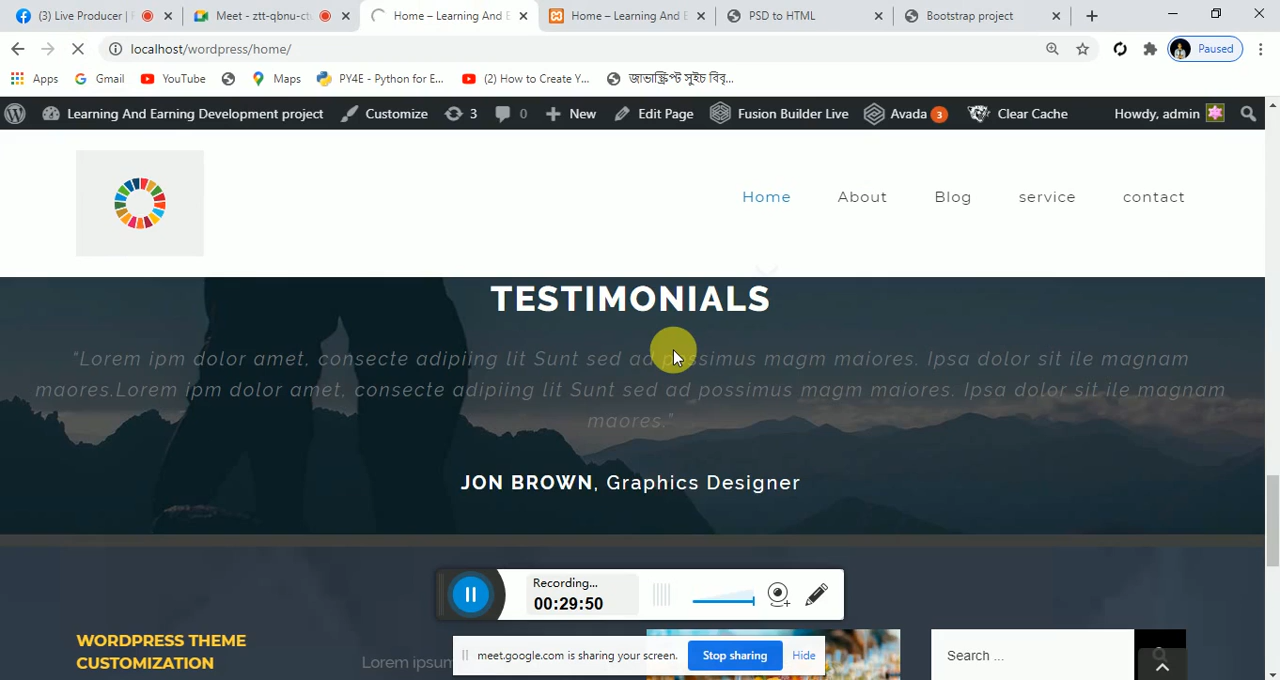 (3) Live Producer |
Meet - ztt-qbnu-ct
Home – Learning And E
Home – Learning And E
PSD to HTML
Bootstrap project
localhost/wordpress/home/
Paused
Apps
Gmail
YouTube
Maps
PY4E - Python for E...
(2) How to Create Y...
জাভাস্ক্রিপ্ট সুইচ বিবৃ...
Learning And Earning Development project
Customize
3
0
New
Edit Page
Fusion Builder Live
Avada 3
Clear Cache
Howdy, admin
Home
About
Blog
service
contact
TESTIMONIALS
“Lorem ipm dolor amet, consecte adipiing lit Sunt sed ad possimus magm maiores. Ipsa dolor sit ile magnam
maores.Lorem ipm dolor amet, consecte adipiing lit Sunt sed ad possimus magm maiores. Ipsa dolor sit ile magnam
maores.”
JON BROWN, Graphics Designer
Recording...
00:29:50
WORDPRESS THEME
CUSTOMIZATION
Lorem ipsum
Search ...
meet.google.com is sharing your screen.
Stop sharing
Hide